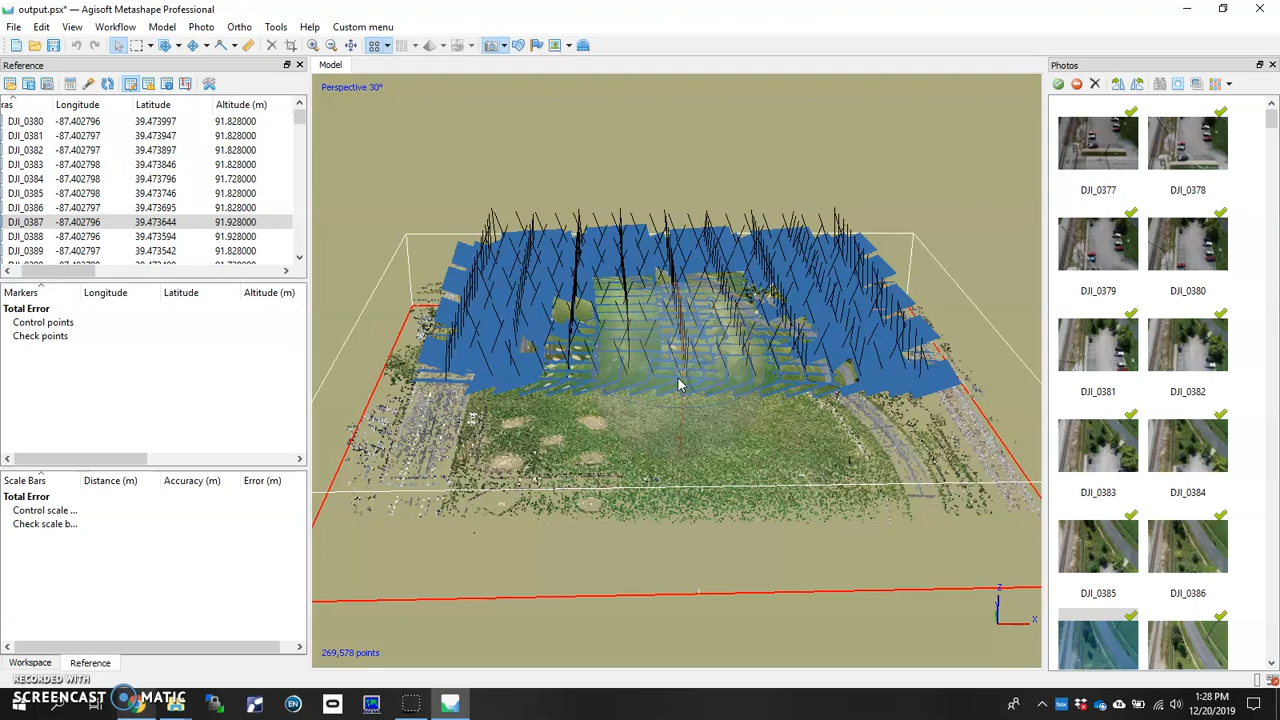 output.psx* — Agisoft Metashape Professional
File Edit View Workflow Model Photo Ortho Tools Help Custom menu
Reference
Model
Photos
ras Longitude Latitude Altitude (m)
DJI_0380 -87.402796 39.473997 91.828000
DJI_0381 -87.402796 39.473947 91.828000
DJI_0382 -87.402796 39.473897 91.828000
DJI_0383 -87.402798 39.473846 91.828000
DJI_0384 -87.402798 39.473796 91.728000
DJI_0385 -87.402798 39.473746 91.828000
DJI_0386 -87.402797 39.473695 91.828000
DJI_0387 -87.402796 39.473644 91.928000
DJI_0388 -87.402796 39.473594 91.928000
DJI_0389 -87.402797 39.473542 91.828000
Markers Longitude Latitude Altitude (m)
Total Error
Control points
Check points
Scale Bars Distance (m) Accuracy (m) Error (m)
Total Error
Control scale ...
Check scale b...
Workspace Reference
Perspective 30°
Z
X
269,578 points
DJI_0377 DJI_0378
DJI_0379 DJI_0380
DJI_0381 DJI_0382
DJI_0383 DJI_0384
DJI_0385 DJI_0386
RECORDED WITH
SCREENCAST MATIC
1:28 PM
12/20/2019